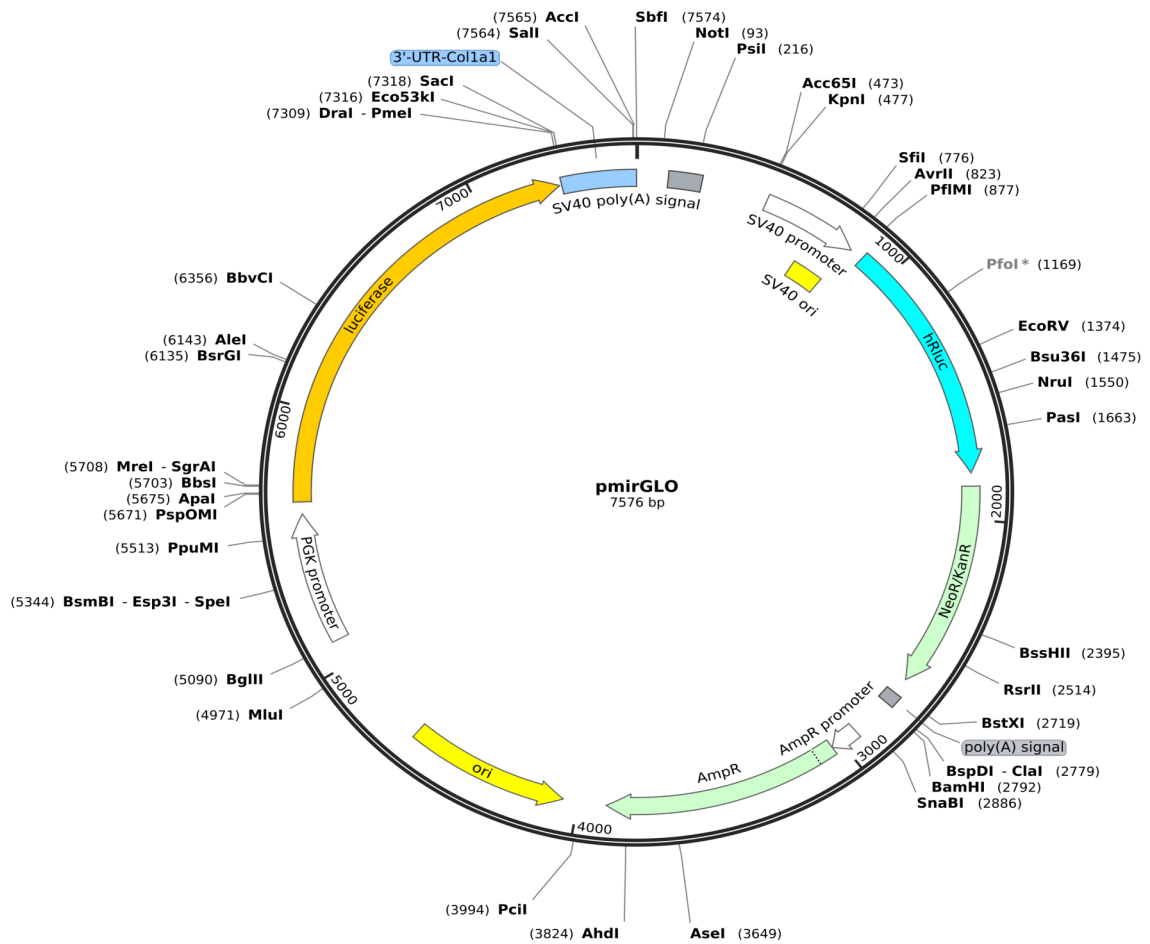 (7565) AccI
(7564) SalI
3'-UTR-Col1a1
(7318) SacI
(7316) Eco53kI
(7309) DraI - PmeI
SbfI (7574)
NotI (93)
PsiI (216)
Acc65I (473)
KpnI (477)
SfiI (776)
AvrII (823)
PflMI (877)
PfoI* (1169)
EcoRV (1374)
Bsu36I (1475)
NruI (1550)
PasI (1663)
BssHII (2395)
RsrII (2514)
BstXI (2719)
poly(A) signal
BspDI - ClaI (2779)
BamHI (2792)
SnaBI (2886)
AseI (3649)
(3824) AhdI
(3994) PciI
(4971) MluI
(5090) BglII
(5344) BsmBI - Esp3I - SpeI
(5513) PpuMI
(5671) PspOMI
(5675) ApaI
(5703) BbsI
(5708) MreI - SgrAI
(6135) BsrGI
(6143) AleI
(6356) BbvCI
1000
2000
3000
4000
5000
6000
7000
SV40 poly(A) signal
SV40 promoter
SV40 ori
hRluc
NeoR/KanR
AmpR promoter
AmpR
ori
PGK promoter
luciferase
pmirGLO
7576 bp